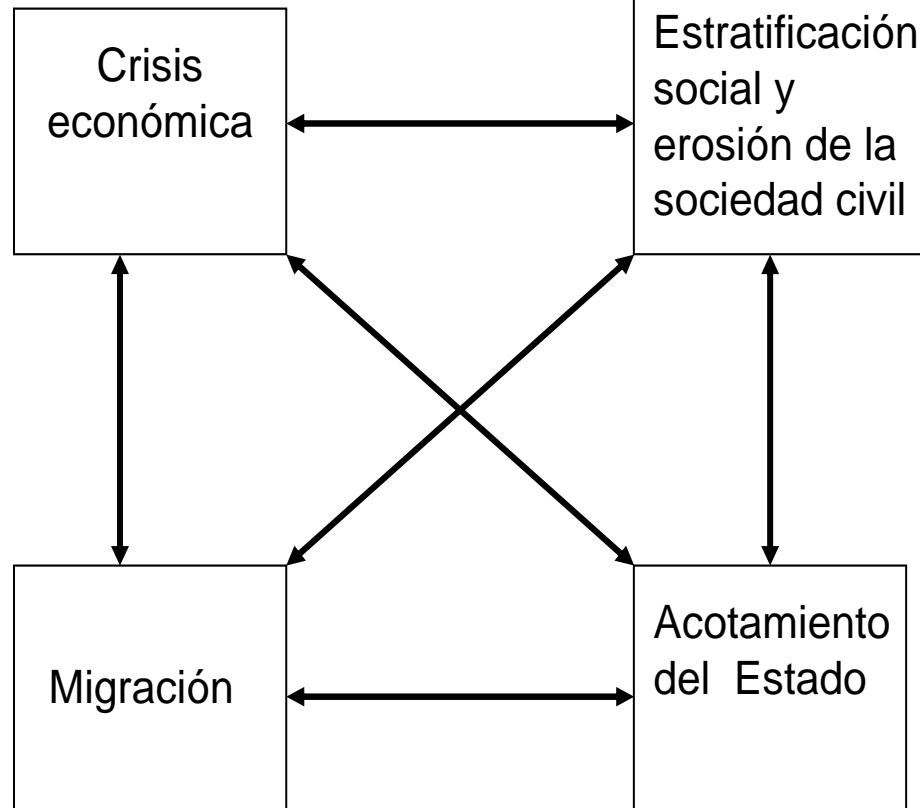 Crisis
económica
Estratificación
social y
erosión de la
sociedad civil
Migración
Acotamiento
del Estado